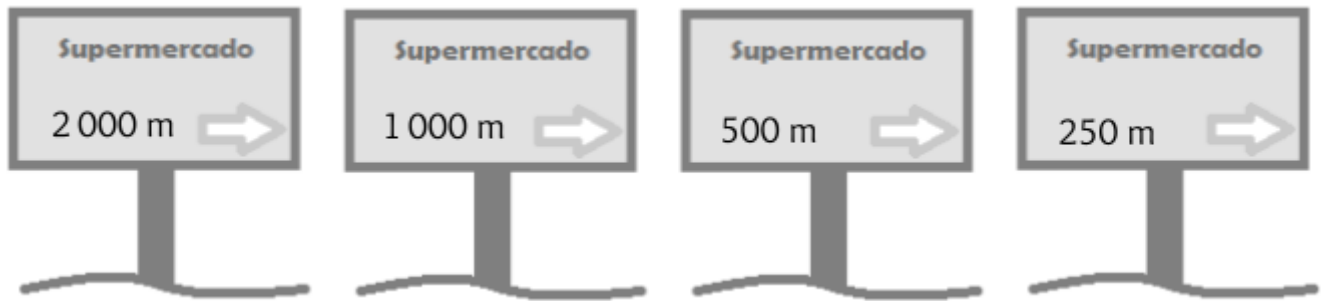 Supermercado
2 000 m
Supermercado
1 000 m
Supermercado
500 m
Supermercado
250 m